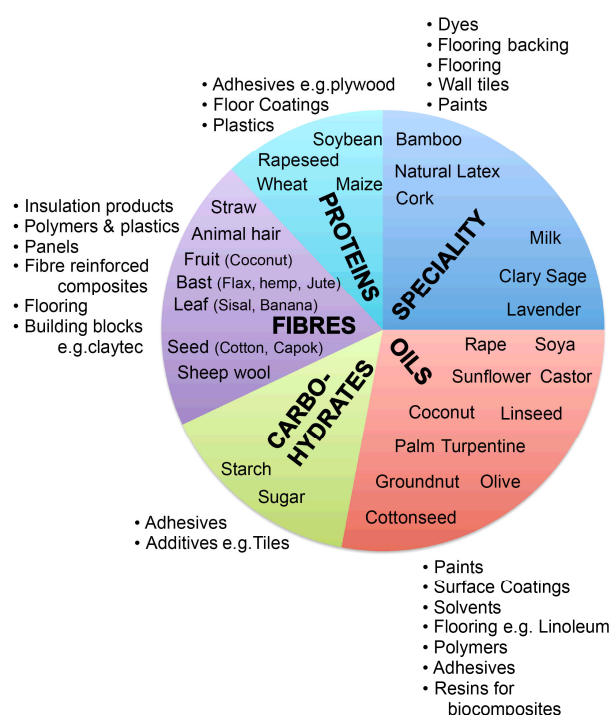 • Dyes
• Flooring backing
• Flooring
• Wall tiles
• Paints
• Adhesives e.g.plywood
• Floor Coatings
• Plastics
Soybean
Rapeseed
Wheat Maize
PROTEINS
Bamboo
Natural Latex
Cork
Milk
Clary Sage
Lavender
SPECIALITY
• Insulation products
• Polymers & plastics
• Panels
• Fibre reinforced
composites
• Flooring
• Building blocks
e.g.claytec
Straw
Animal hair
Fruit (Coconut)
Bast (Flax, hemp, Jute)
Leaf (Sisal, Banana)
FIBRES
Seed (Cotton, Capok)
Sheep wool
OILS
Rape Soya
Sunflower Castor
Coconut Linseed
Palm Turpentine
Groundnut Olive
Cottonseed
CARBO-
HYDRATES
Starch
Sugar
• Adhesives
• Additives e.g.Tiles
• Paints
• Surface Coatings
• Solvents
• Flooring e.g. Linoleum
• Polymers
• Adhesives
• Resins for
biocomposites